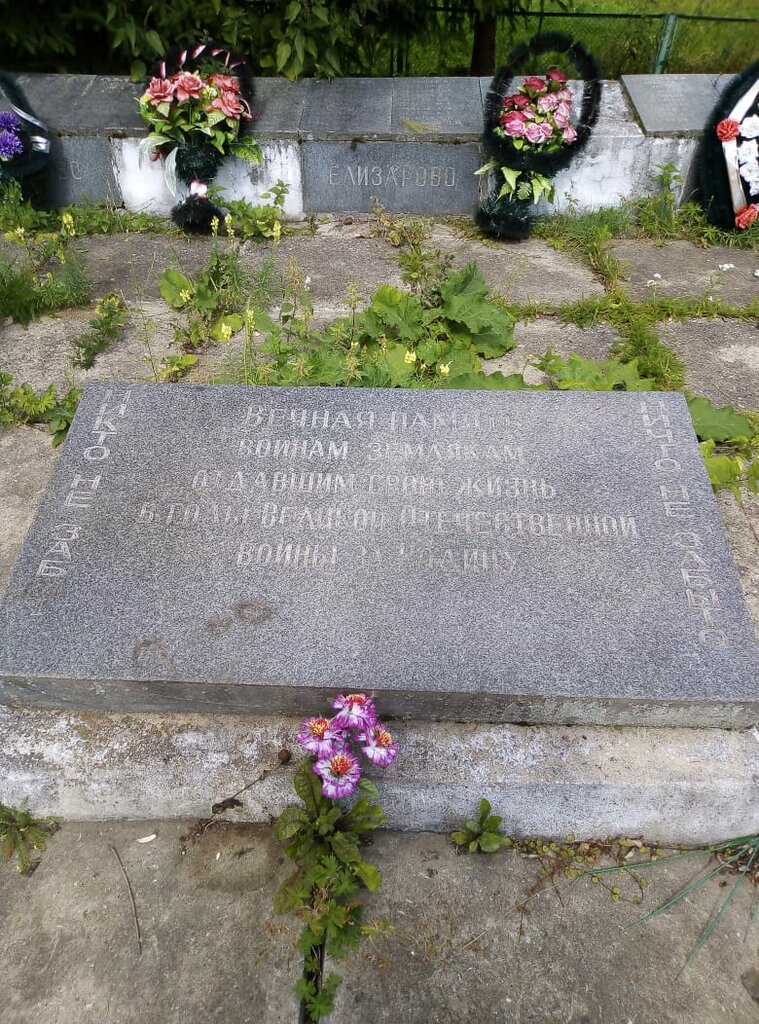 ЕЛИЗАРОВО
ВЕЧНАЯ ПАМЯТЬ
ВОИНАМ ЗЕМЛЯКАМ
ОТДАВШИМ СВОЮ ЖИЗНЬ
В ГОДЫ ВЕЛИКОЙ ОТЕЧЕСТВЕННОЙ
ВОЙНЫ ЗА РОДИНУ
НИКТО НЕ ЗАБЫТ
НИЧТО НЕ ЗАБЫТО